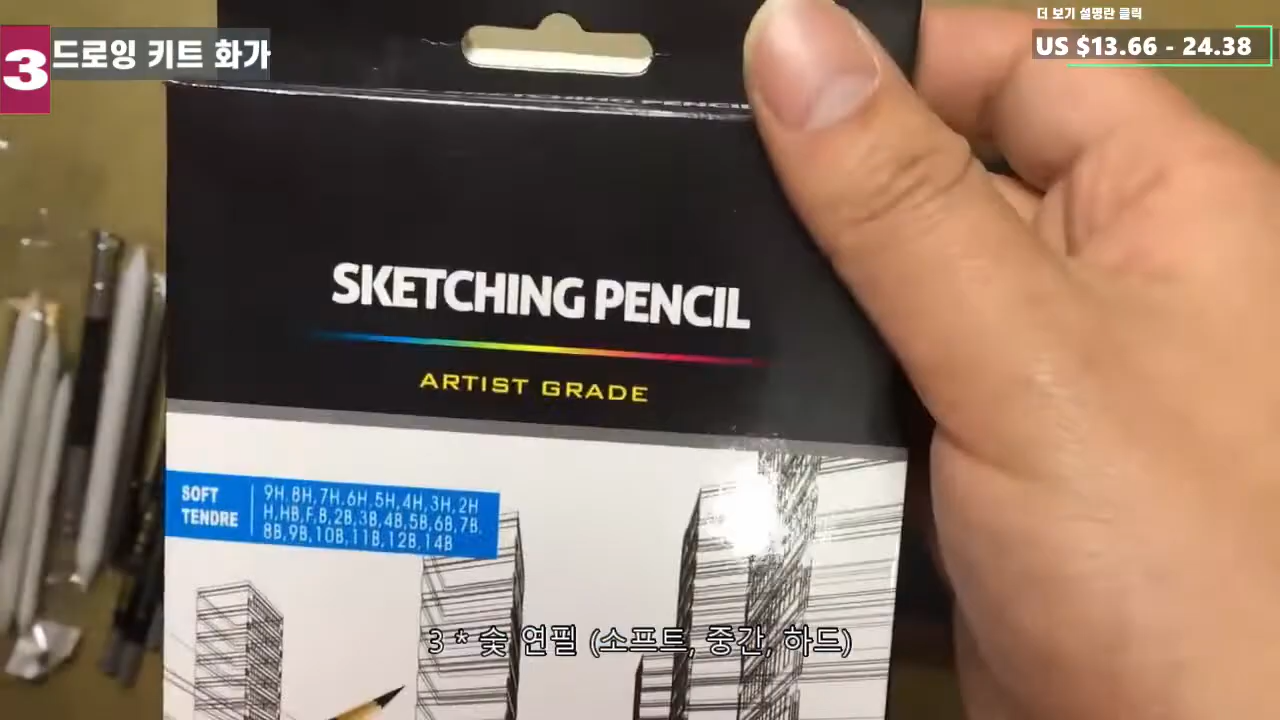 더 보기 설명란 클릭
3
드로잉 키트 화가
US $13.66 - 24.38
SKETCHING PENCIL
ARTIST GRADE
SOFT
TENDRE
9H,8H,7H,6H,5H,4H,3H,2H
H,HB,F,B,2B,3B,4B,5B,6B,7B,
8B,9B,10B,11B,12B,14B
3 * 숯 연필 (소프트, 중간, 하드)